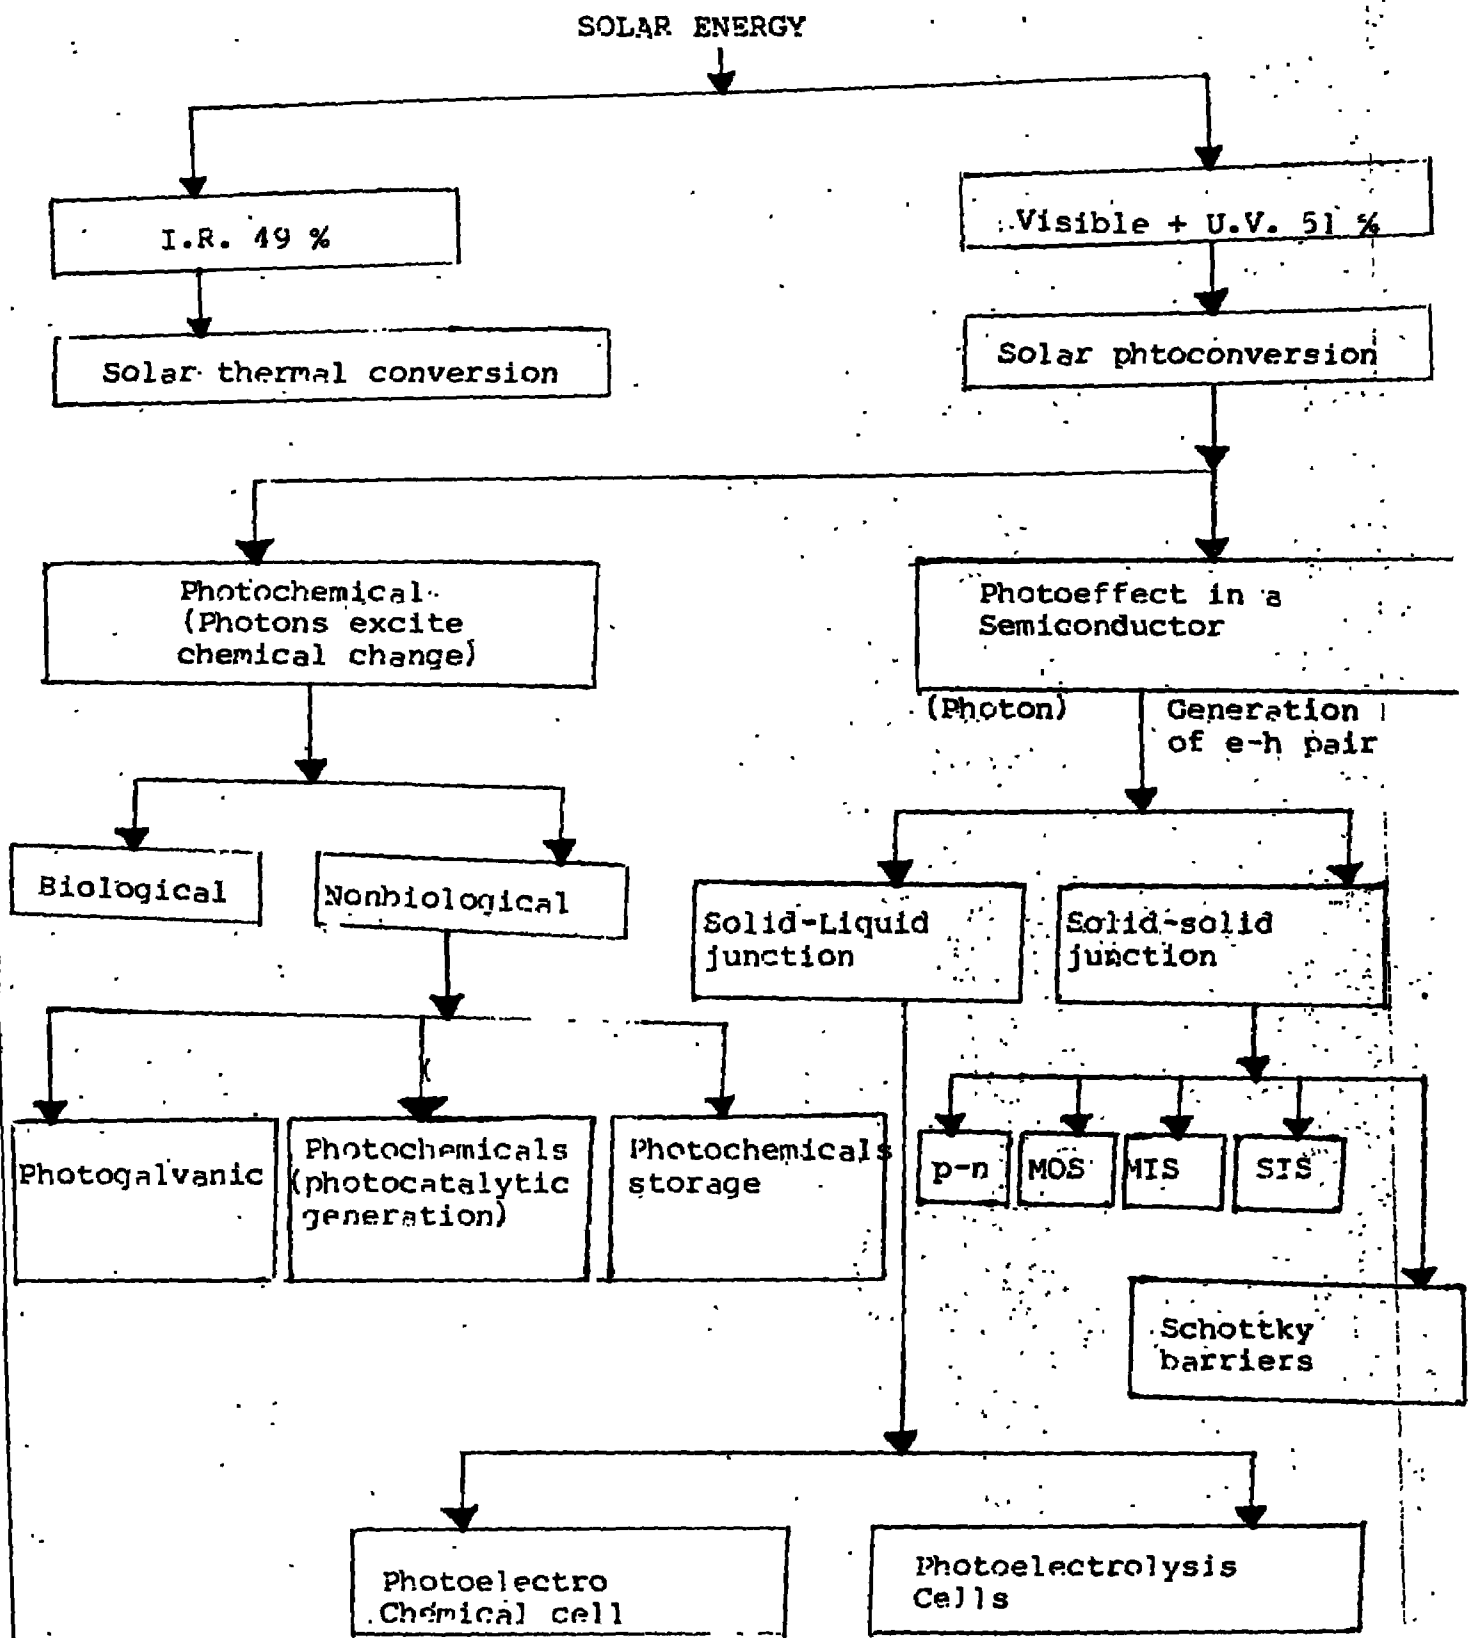 SOLAR ENERGY
I.R. 49 %
Visible + U.V. 51 %
Solar thermal conversion
Solar phtoconversion
Photochemical
(Photons excite
chemical change)
Photoeffect in a
Semiconductor
(Photon)
Generation
of e-h pair
Biological
Nonbiological
Solid-Liquid
junction
Solid-solid
junction
Photogalvanic
Photochemicals
(photocatalytic
generation)
Photochemicals
storage
p-n
MOS
MIS
SIS
Schottky
barriers
Photoelectro
Chemical cell
Photoelectrolysis
Cells